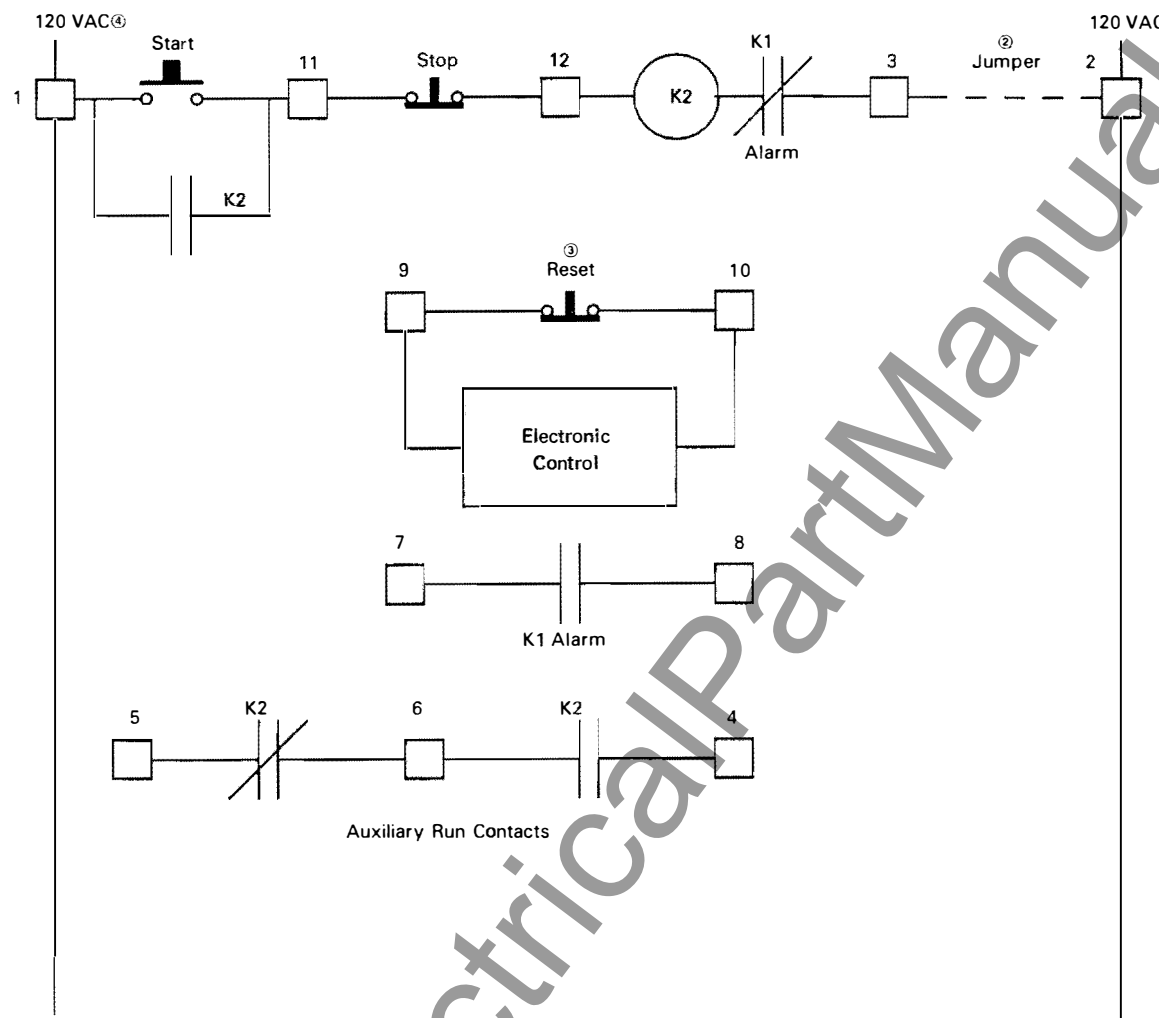 120 VAC④
120 VAC
Start
Stop
K1
②
Jumper
1
11
12
K2
3
2
Alarm
K2
③
Reset
9
10
Electronic
Control
7
8
K1 Alarm
5
K2
6
K2
4
Auxiliary Run Contacts
ctricalPartManual